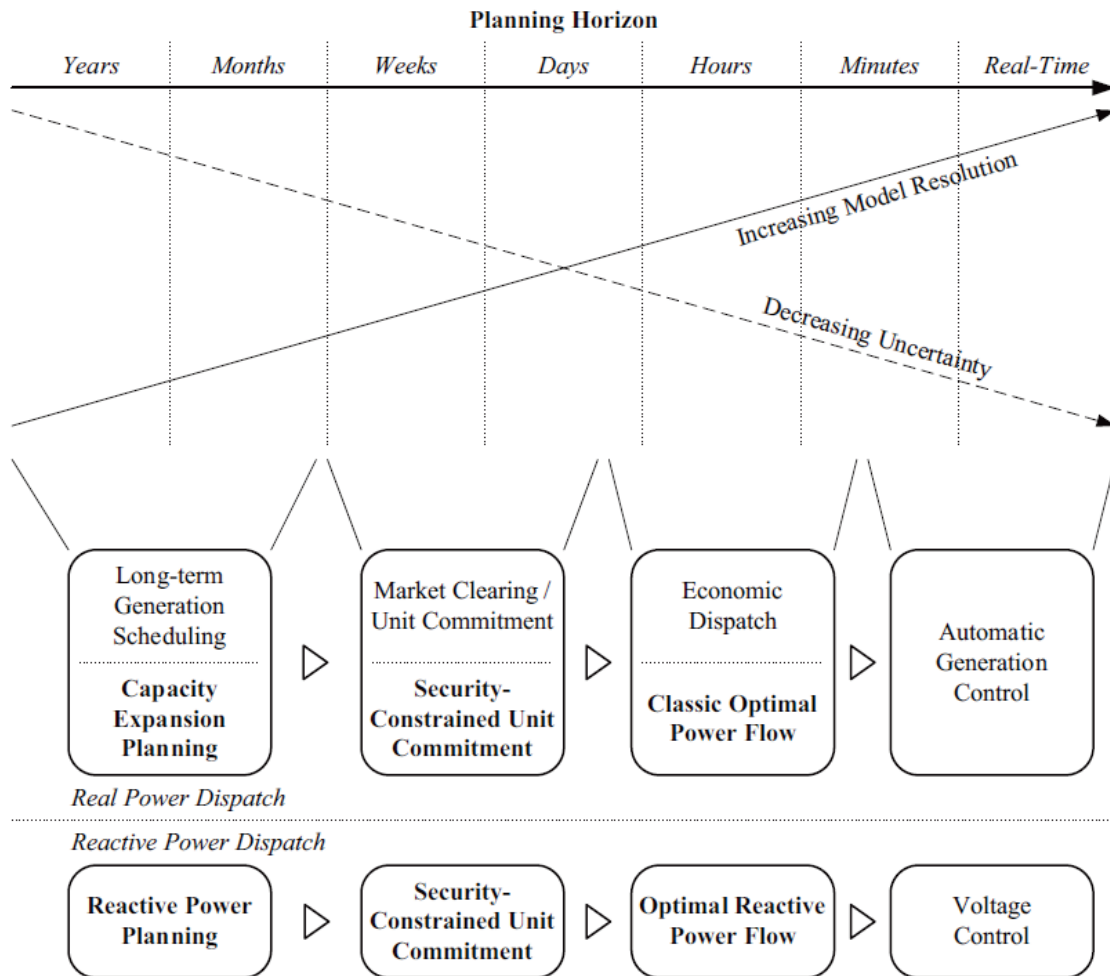 Planning Horizon
Years Months Weeks Days Hours Minutes Real-Time
Increasing Model Resolution
Decreasing Uncertainty
Long-term
Generation
Scheduling
Capacity
Expansion
Planning
Market Clearing /
Unit Commitment
Security-
Constrained Unit
Commitment
Economic
Dispatch
Classic Optimal
Power Flow
Automatic
Generation
Control
Real Power Dispatch
Reactive Power Dispatch
Reactive Power
Planning
Security-
Constrained Unit
Commitment
Optimal Reactive
Power Flow
Voltage
Control